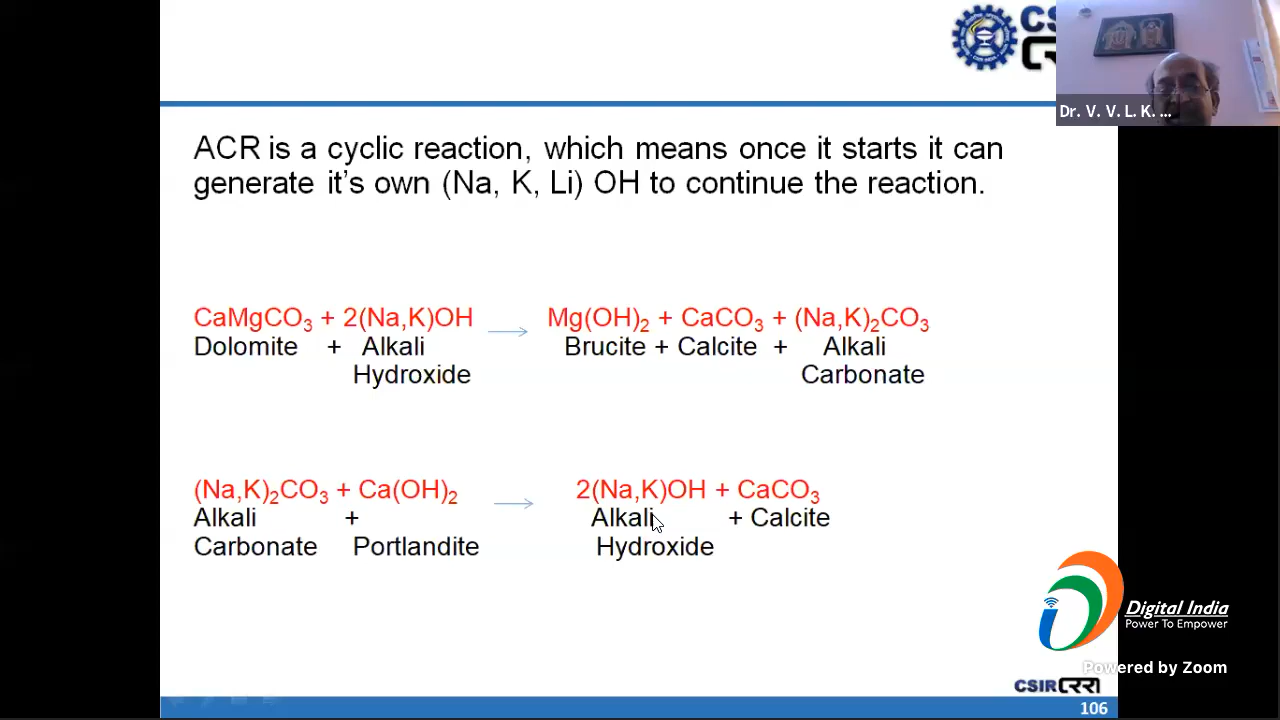 CSIR
CRRI
Dr. V. V. L. K. ...
ACR is a cyclic reaction, which means once it starts it can
generate it's own (Na, K, Li) OH to continue the reaction.
CaMgCO₃ + 2(Na,K)OH → Mg(OH)₂ + CaCO₃ + (Na,K)₂CO₃
Dolomite + Alkali Brucite + Calcite + Alkali
Hydroxide Carbonate
(Na,K)₂CO₃ + Ca(OH)₂ → 2(Na,K)OH + CaCO₃
Alkali + Alkali + Calcite
Carbonate Portlandite Hydroxide
Digital India
Power To Empower
Powered by Zoom
CSIR CRRI
106